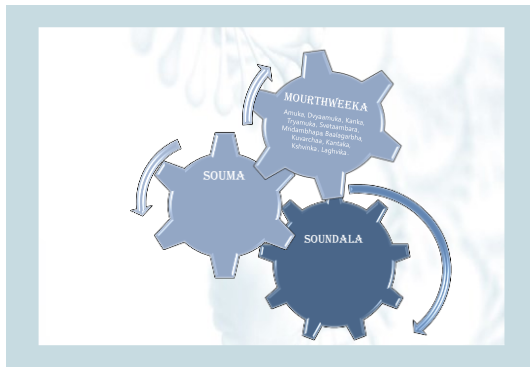 MOURTHWEEKA
Amuka, Dvyaamuka, Kanka,
Tryamuka, Svetaambara,
Mridambhapa Baalagarbha,
Kuvarchaa, Kantaka,
Kshvinka, Laghvika.
SOUMA
SOUNDALA